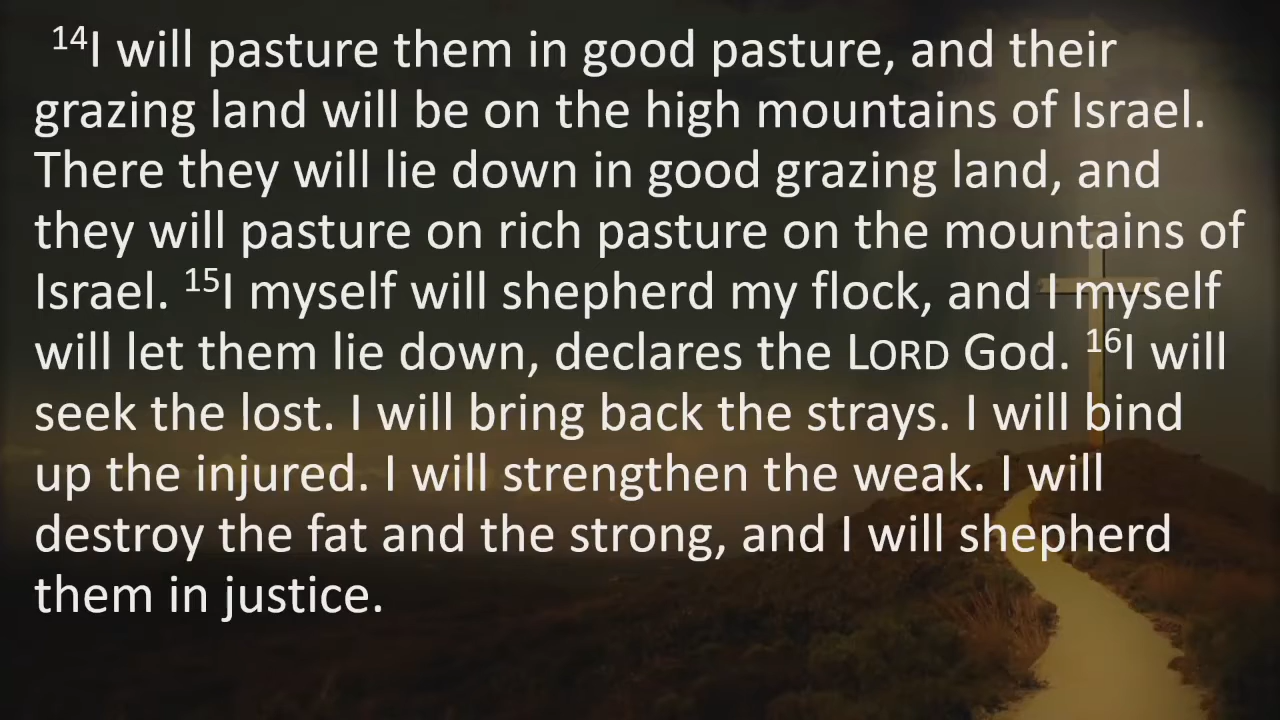 ¹⁴I will pasture them in good pasture, and their
grazing land will be on the high mountains of Israel.
There they will lie down in good grazing land, and
they will pasture on rich pasture on the mountains of
Israel. ¹⁵I myself will shepherd my flock, and I myself
will let them lie down, declares the LORD God. ¹⁶I will
seek the lost. I will bring back the strays. I will bind
up the injured. I will strengthen the weak. I will
destroy the fat and the strong, and I will shepherd
them in justice.